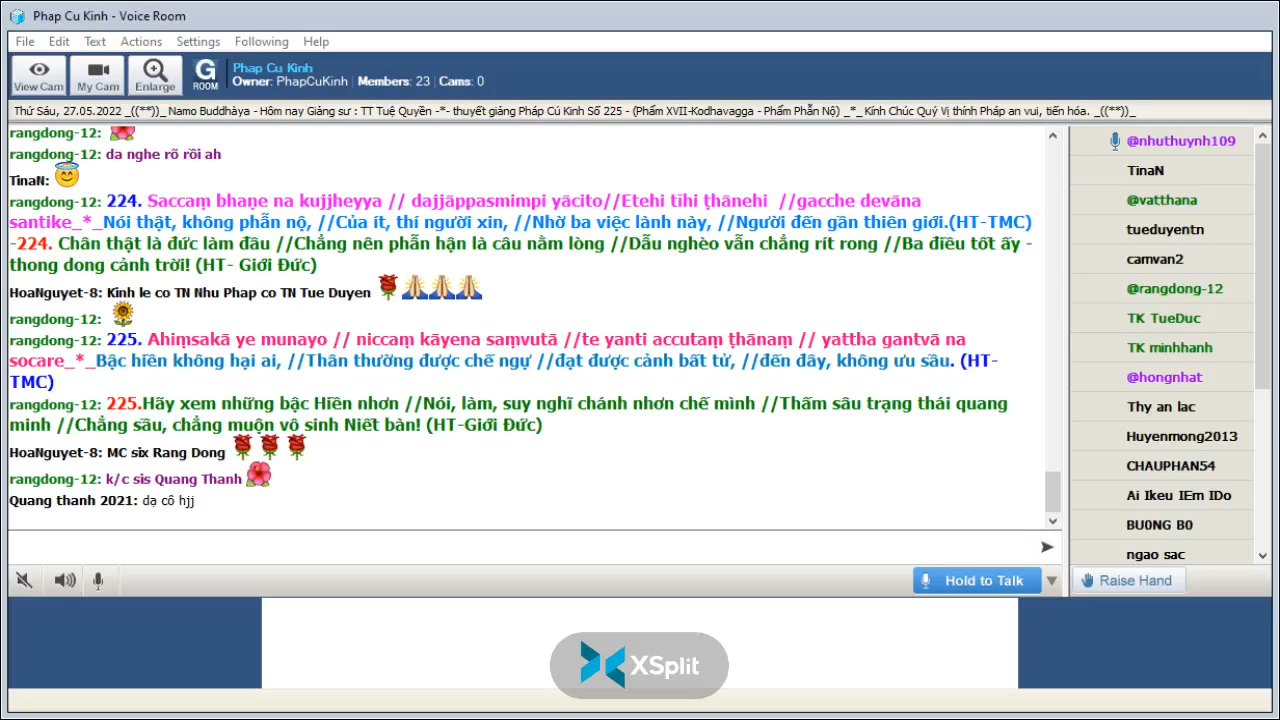 Phap Cu Kinh - Voice Room
File Edit Text Actions Settings Following Help
View Cam My Cam Enlarge G ROOM Phap Cu Kinh
Owner: PhapCuKinh | Members: 23 | Cams: 0
Thứ Sáu, 27.05.2022 _((**))_ Namo Buddhàya - Hôm nay Giảng sư : TT Tuệ Quyền -*- thuyết giảng Pháp Cú Kinh Số 225 - (Phẩm XVII-Kodhavagga - Phẩm Phẫn Nộ) _*_ Kính Chúc Quý Vị thính Pháp an vui, tiến hóa. _((**))_
rangdong-12:
rangdong-12: da nghe rõ rồi ah
TinaN:
rangdong-12: 224. Saccaṃ bhaṇe na kujjheyya // dajjāppasmimpi yācito//Etehi tīhi ṭhānehi //gacche devāna
santike_*_Nói thật, không phẫn nộ, //Của ít, thí người xin, //Nhờ ba việc lành này, //Người đến gần thiên giới.(HT-TMC)
-224. Chân thật là đức làm đầu //Chẳng nên phẫn hận là câu nằm lòng //Dẫu nghèo vẫn chẳng rít rong //Ba điều tốt ấy -
thong dong cảnh trời! (HT- Giới Đức)
HoaNguyet-8: Kinh le co TN Nhu Phap co TN Tue Duyen
rangdong-12:
rangdong-12: 225. Ahiṃsakā ye munayo // niccaṃ kāyena saṃvutā //te yanti accutaṃ ṭhānaṃ // yattha gantvā na
socare_*_Bậc hiền không hại ai, //Thân thường được chế ngự //đạt được cảnh bất tử, //đến đây, không ưu sầu. (HT-
TMC)
rangdong-12: 225.Hãy xem những bậc Hiền nhơn //Nói, làm, suy nghĩ chánh nhơn chế mình //Thấm sâu trạng thái quang
minh //Chẳng sầu, chẳng muộn vô sinh Niết bàn! (HT-Giới Đức)
HoaNguyet-8: MC six Rang Dong
rangdong-12: k/c sis Quang Thanh
Quang thanh 2021: dạ cô hjj
@nhuthuynh109
TinaN
@vatthana
tueduyentn
camvan2
@rangdong-12
TK TueDuc
TK minhhanh
@hongnhat
Thy an lac
Huyenmong2013
CHAUPHAN54
Ai Ikeu IEm IDo
BU0NG B0
ngao sac
Hold to Talk
Raise Hand
XSplit